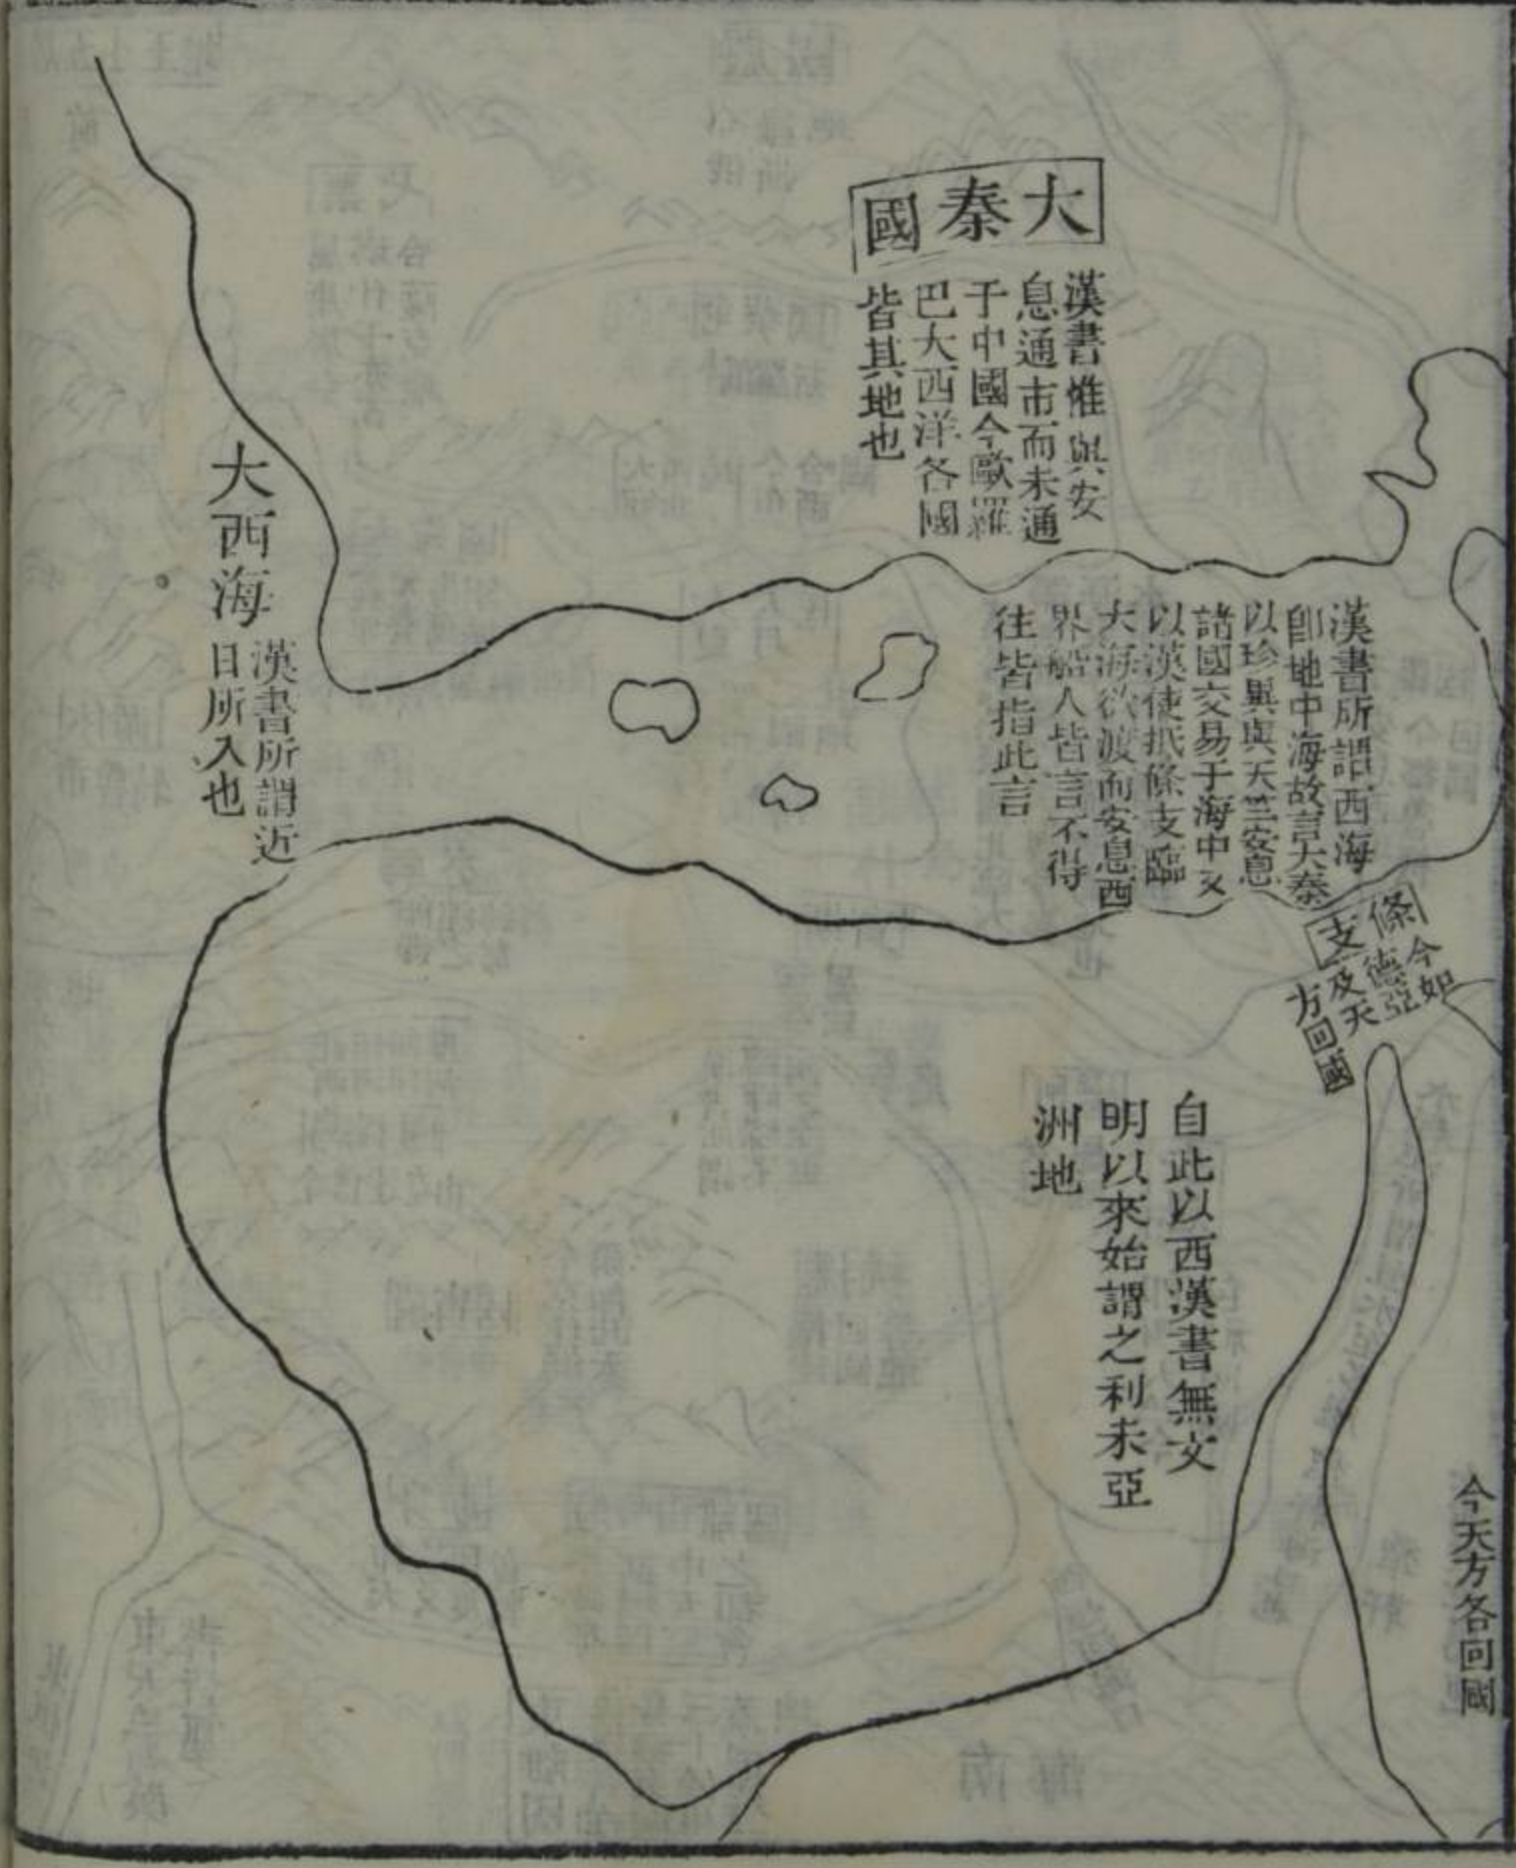 大秦國
漢書惟與安
息通市而未通
于中國今歐羅
巴大西洋各國
皆其地也
漢書所謂西海
卽地中海故言大秦
以珍異與天竺安息
諸國交易于海中又
以漢使抵條支臨
大海欲渡而安息西
界船人皆言不得
往皆指此言
條支
今如
德亞
及天
方回國
自此以西漢書無文
明以來始謂之利未亞
洲地
今天方各回國
大西海
漢書所謂近
日所入也